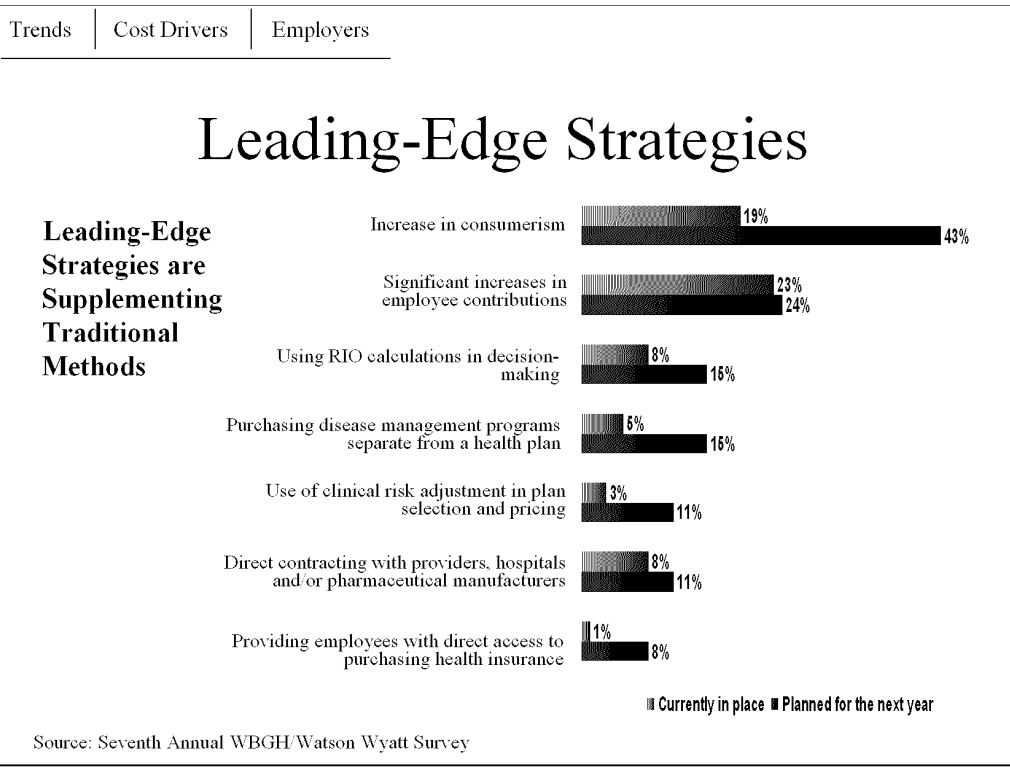 Trends
Cost Drivers
Employers
Leading-Edge Strategies
Leading-Edge
Strategies are
Supplementing
Traditional
Methods
Increase in consumerism
19%
43%
Significant increases in
employee contributions
23%
24%
Using RIO calculations in decision-
making
8%
15%
Purchasing disease management programs
separate from a health plan
5%
15%
Use of clinical risk adjustment in plan
selection and pricing
3%
11%
Direct contracting with providers, hospitals
and/or pharmaceutical manufacturers
8%
11%
Providing employees with direct access to
purchasing health insurance
1%
8%
Currently in place
Planned for the next year
Source: Seventh Annual WBGH/Watson Wyatt Survey